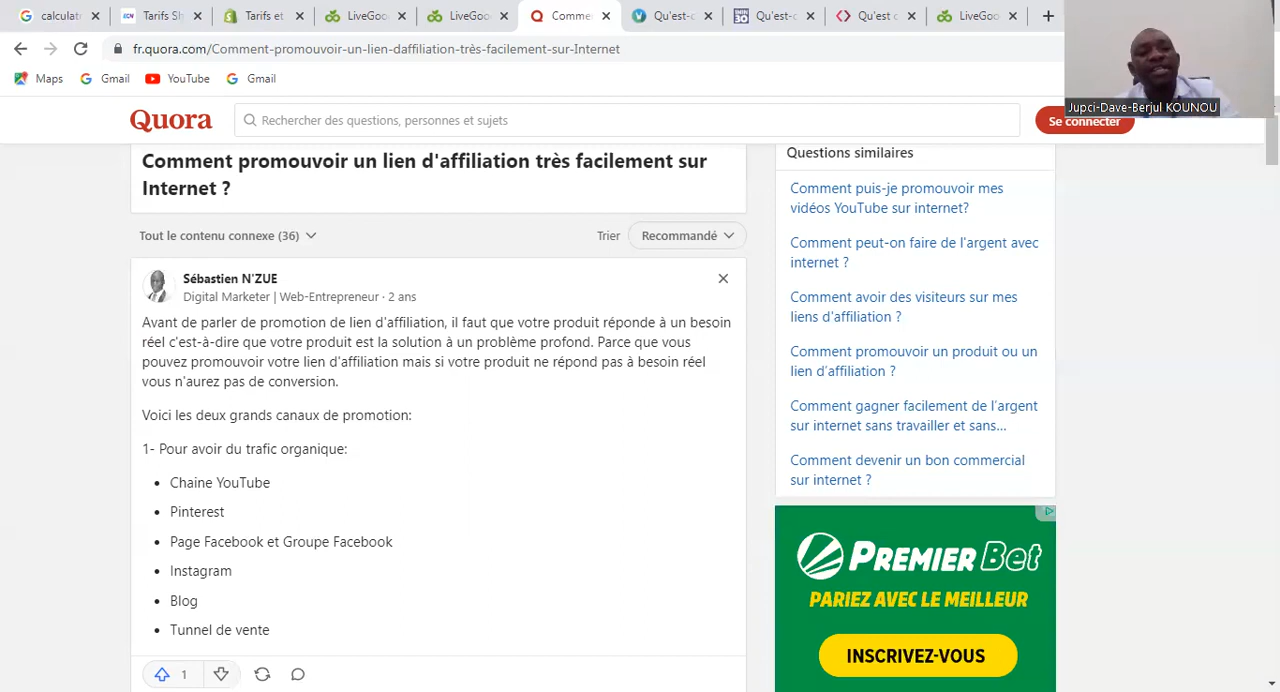 calculat
Tarifs Sh
Tarifs et
LiveGoo
LiveGoo
Comme
Qu'est-c
Qu'est-c
Qu'est c
LiveGoo
fr.quora.com/Comment-promouvoir-un-lien-daffiliation-très-facilement-sur-Internet
Maps
Gmail
YouTube
Gmail
Jupci-Dave-Berjul KOUNOU
Quora
Rechercher des questions, personnes et sujets
Se connecter
Comment promouvoir un lien d'affiliation très facilement sur
Internet ?
Tout le contenu connexe (36)
Trier
Recommandé
Sébastien N'ZUE
Digital Marketer | Web-Entrepreneur · 2 ans
Avant de parler de promotion de lien d'affiliation, il faut que votre produit réponde à un besoin
réel c'est-à-dire que votre produit est la solution à un problème profond. Parce que vous
pouvez promouvoir votre lien d'affiliation mais si votre produit ne répond pas à besoin réel
vous n'aurez pas de conversion.
Voici les deux grands canaux de promotion:
1- Pour avoir du trafic organique:
• Chaine YouTube
• Pinterest
• Page Facebook et Groupe Facebook
• Instagram
• Blog
• Tunnel de vente
1
Questions similaires
Comment puis-je promouvoir mes
vidéos YouTube sur internet?
Comment peut-on faire de l'argent avec
internet ?
Comment avoir des visiteurs sur mes
liens d'affiliation ?
Comment promouvoir un produit ou un
lien d'affiliation ?
Comment gagner facilement de l'argent
sur internet sans travailler et sans...
Comment devenir un bon commercial
sur internet ?
PREMIER Bet
PARIEZ AVEC LE MEILLEUR
INSCRIVEZ-VOUS